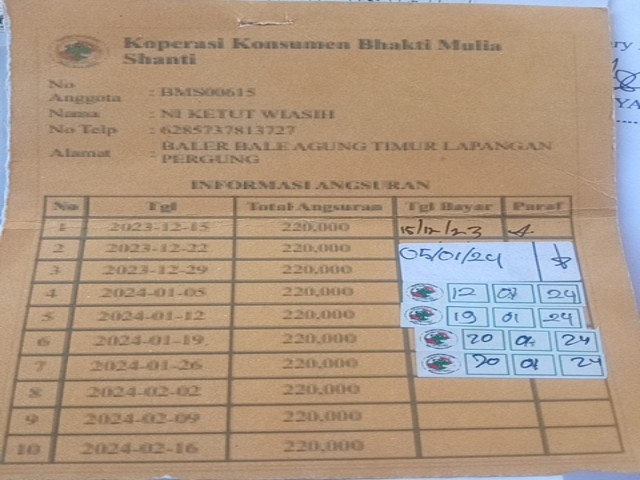 Koperasi Konsumen Bhakti Mulia
Shanti
No
Anggota : BMS00615
Nama : NI KETUT WIASIH
No Telp : 6285737813727
Alamat : BALER BALE AGUNG TIMUR LAPANGAN
PERGUNG
INFORMASI ANGSURAN
No Tgl Total Angsuran Tgl Bayar Paraf
1 2023-12-15 220,000 15/12/23
2 2023-12-22 220,000 05/01/24
3 2023-12-29 220,000
4 2024-01-05 220,000 12 01 24
5 2024-01-12 220,000 19 01 24
6 2024-01-19 220,000 20 01 24
7 2024-01-26 220,000 20 01 24
8 2024-02-02 220,000
9 2024-02-09 220,000
10 2024-02-16 220,000